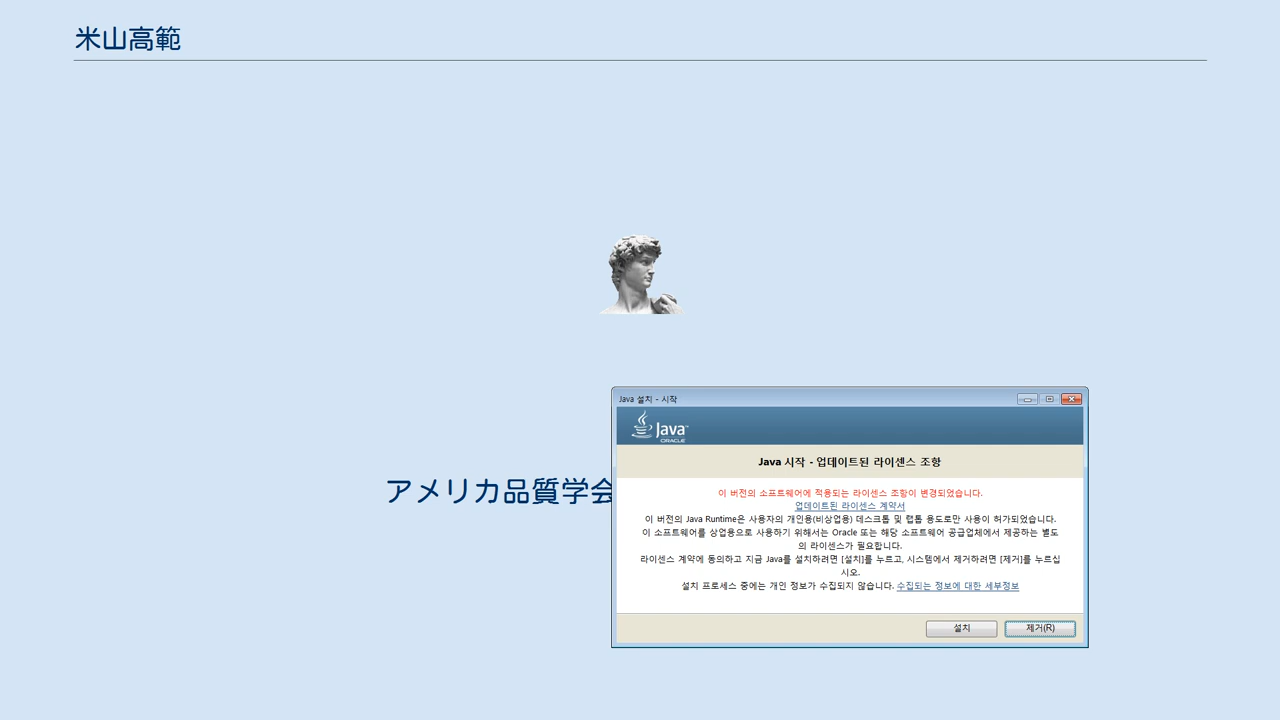 米山高範
アメリカ品質学会
Java 설치 - 시작
Java
ORACLE
Java 시작 - 업데이트된 라이센스 조항
이 버전의 소프트웨어에 적용되는 라이센스 조항이 변경되었습니다.
업데이트된 라이센스 계약서
이 버전의 Java Runtime은 사용자의 개인용(비상업용) 데스크톱 및 랩톱 용도로만 사용이 허가되었습니다.
이 소프트웨어를 상업용으로 사용하기 위해서는 Oracle 또는 해당 소프트웨어 공급업체에서 제공하는 별도
의 라이센스가 필요합니다.
라이센스 계약에 동의하고 지금 Java를 설치하려면 [설치]를 누르고, 시스템에서 제거하려면 [제거]를 누르십
시오.
설치 프로세스 중에는 개인 정보가 수집되지 않습니다. 수집되는 정보에 대한 세부정보
설치
제거(R)